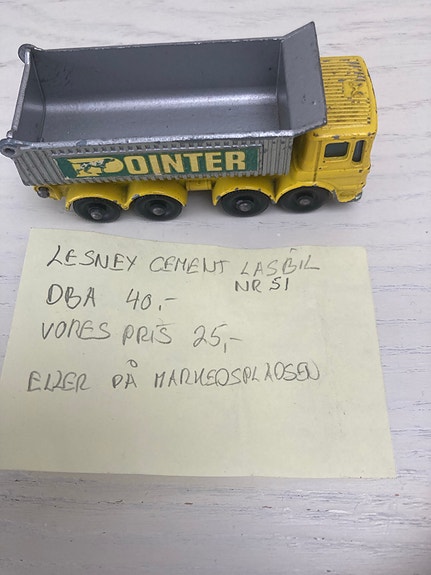 POINTER
LESNEY CEMENT LASBIL
NR 51
DBA 40,-
VORES PRIS 25,-
ELLER PÅ MARKEDSPLADSEN